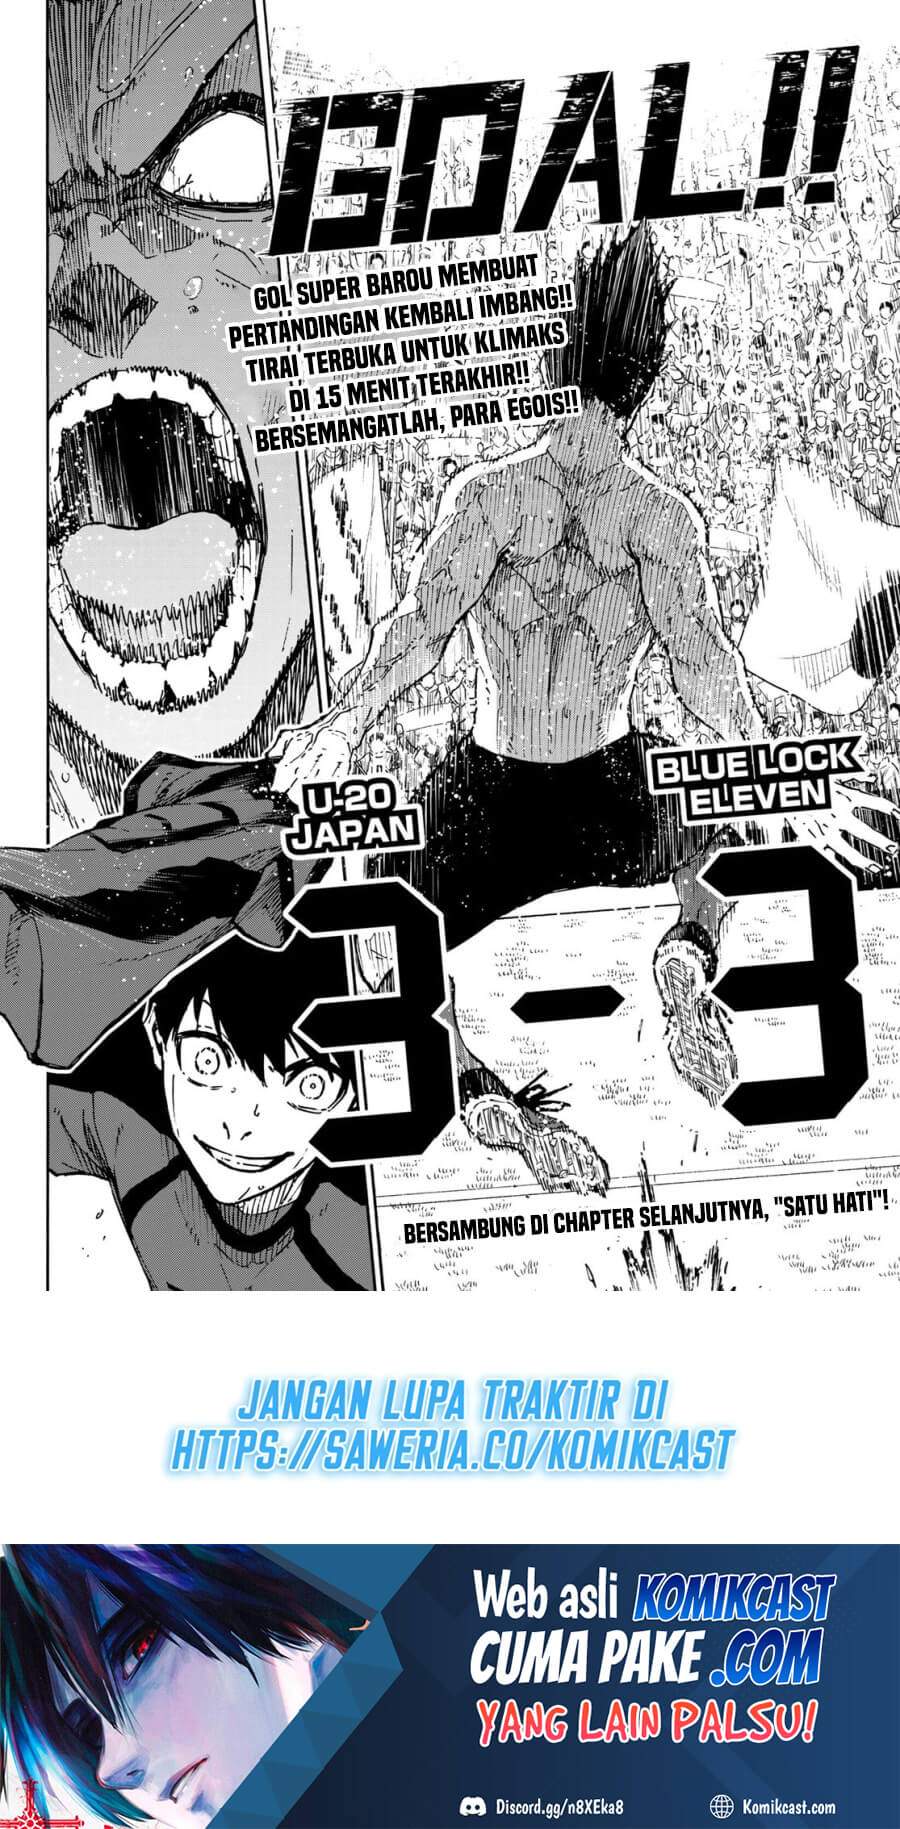 GOAL!!
GOL SUPER BAROU MEMBUAT
PERTANDINGAN KEMBALI IMBANG!!
TIRAI TERBUKA UNTUK KLIMAKS
DI 15 MENIT TERAKHIR!!
BERSEMANGATLAH, PARA EGOIS!!
U-20
JAPAN
BLUE LOCK
ELEVEN
3-3
BERSAMBUNG DI CHAPTER SELANJUTNYA, "SATU HATI"!
JANGAN LUPA TRAKTIR DI
HTTPS://SAWERIA.CO/KOMIKCAST
Web asli KOMIKCAST
CUMA PAKE .COM
YANG LAIN PALSU!
Discord.gg/n8XEka8
Komikcast.com